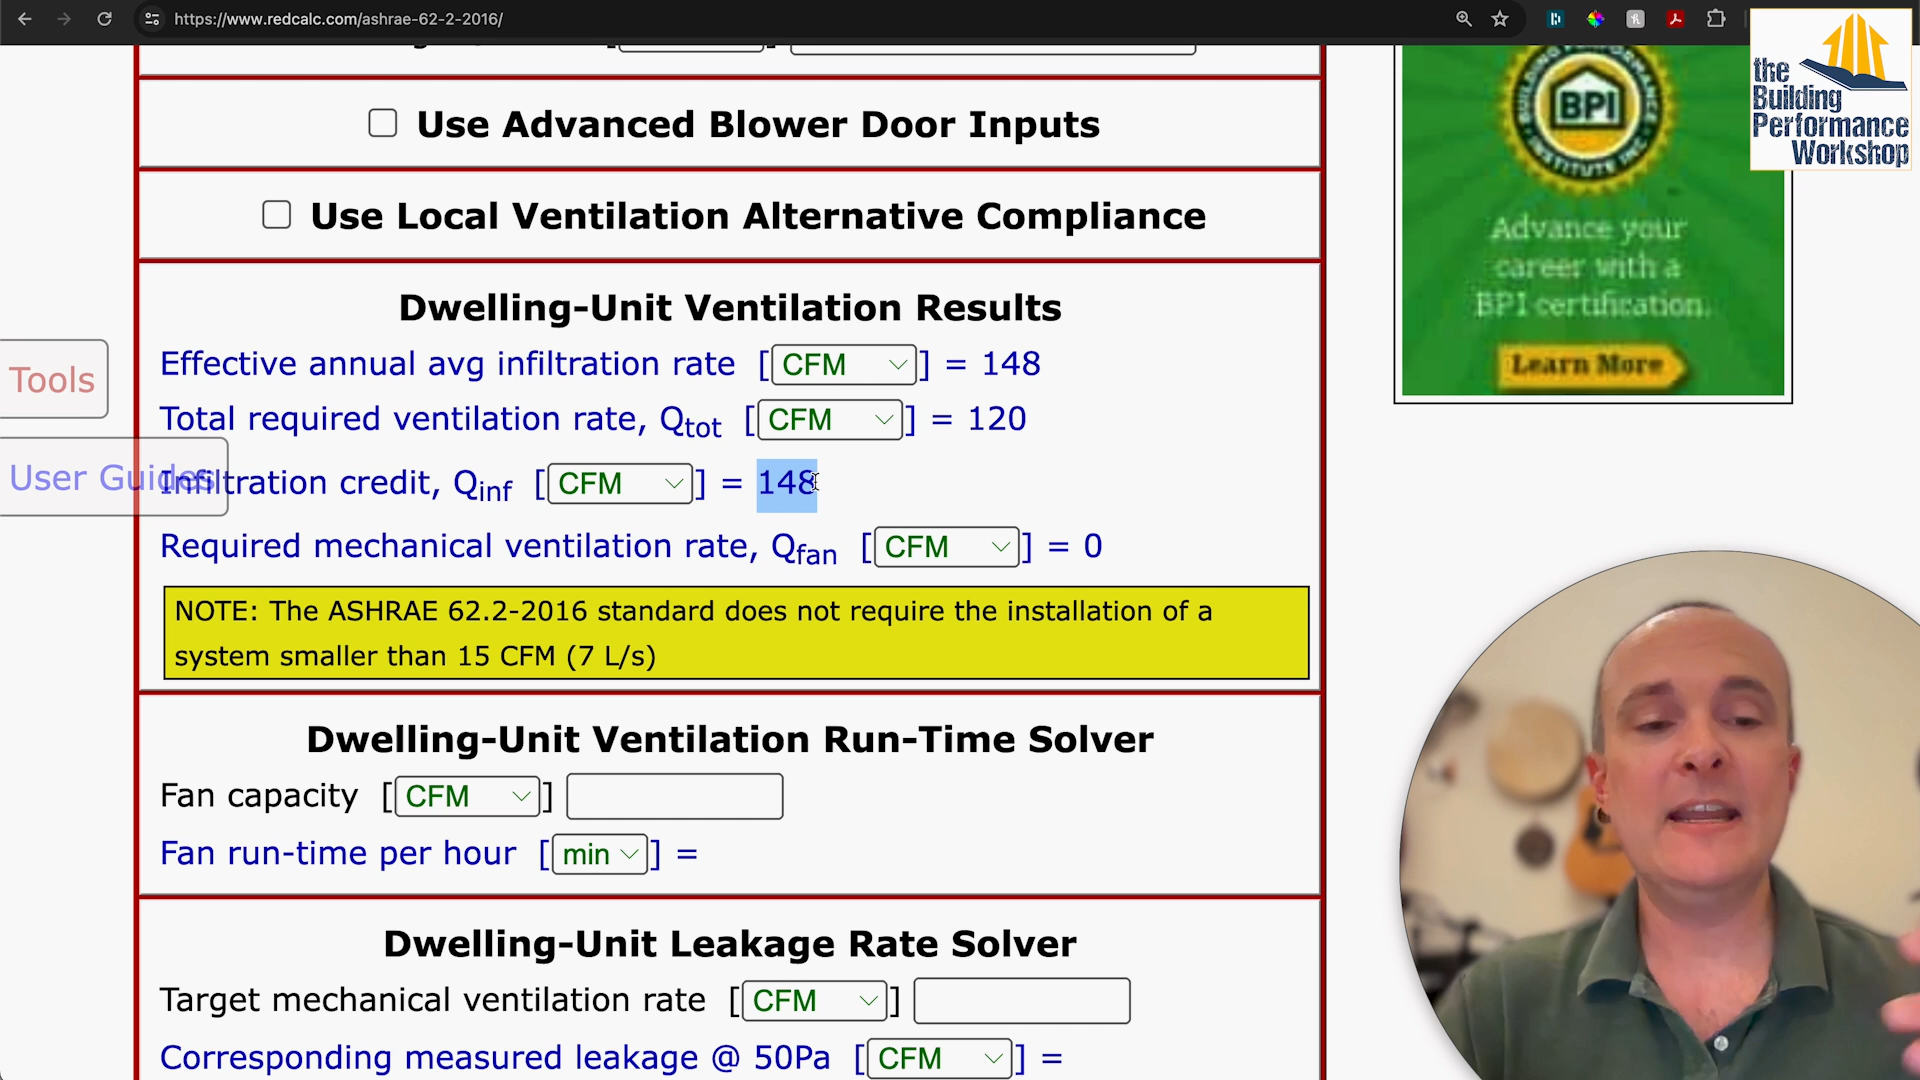 https://www.redcalc.com/ashrae-62-2-2016/
the
Building
Performance
Workshop
BUILDING PERFORMANCE
BPI
INSTITUTE INC
Advance your
career with a
BPI certification.
Learn More
Use Advanced Blower Door Inputs
Use Local Ventilation Alternative Compliance
Dwelling-Unit Ventilation Results
Effective annual avg infiltration rate [CFM] = 148
Total required ventilation rate, Qtot [CFM] = 120
Infiltration credit, Qinf [CFM] = 148
Required mechanical ventilation rate, Qfan [CFM] = 0
NOTE: The ASHRAE 62.2-2016 standard does not require the installation of a
system smaller than 15 CFM (7 L/s)
Tools
User Guides
Dwelling-Unit Ventilation Run-Time Solver
Fan capacity [CFM]
Fan run-time per hour [min] =
Dwelling-Unit Leakage Rate Solver
Target mechanical ventilation rate [CFM]
Corresponding measured leakage @ 50Pa [CFM] =